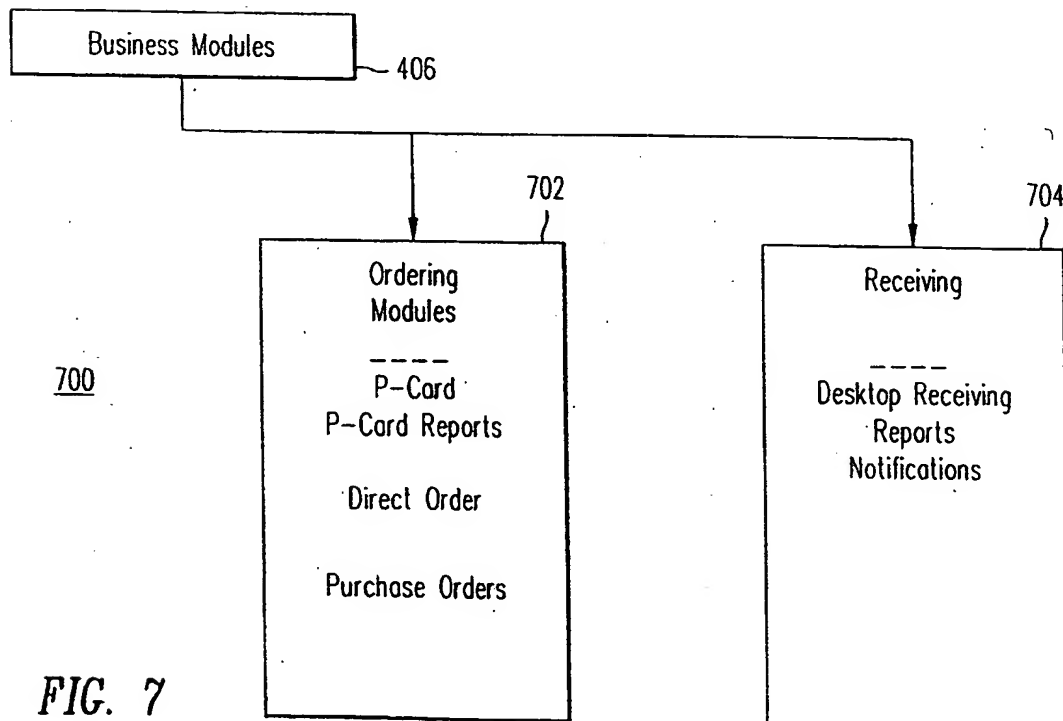 Business Modules
406
702
704
Ordering
Modules
----
P-Card
P-Card Reports
Direct Order
Purchase Orders
Receiving
----
Desktop Receiving
Reports
Notifications
700
FIG. 7